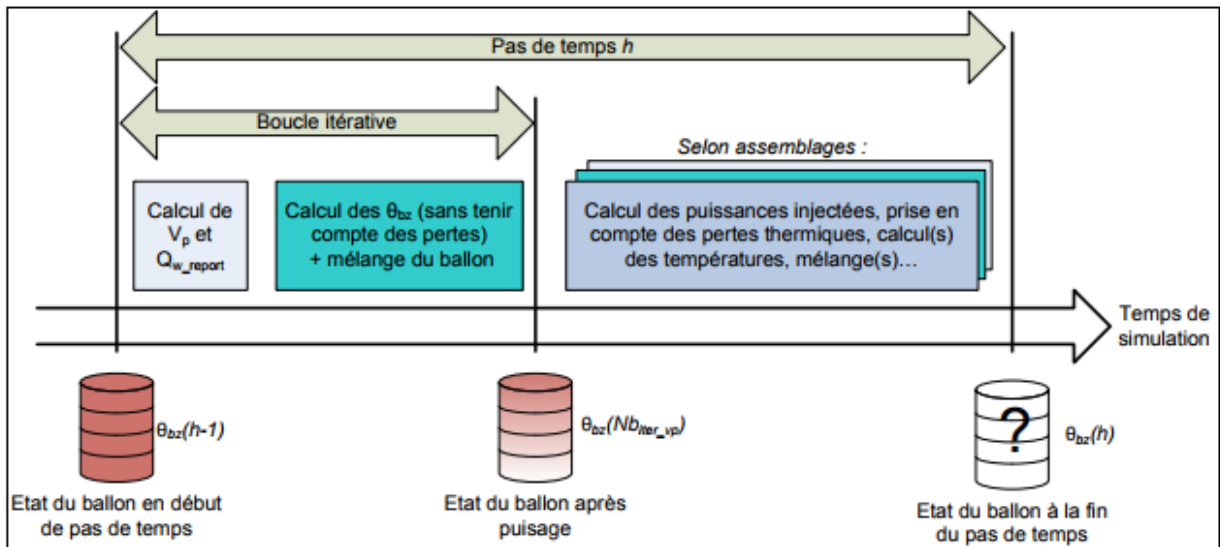 Pas de temps h
Boucle itérative
Selon assemblages :
Calcul de
Vp et
Qw_report
Calcul des θbz (sans tenir
compte des pertes)
+ mélange du ballon
Calcul des puissances injectées, prise en
compte des pertes thermiques, calcul(s)
des températures, mélange(s)...
Temps de
simulation
θbz(h-1)
θbz(Nbiter_vp)
?
θbz(h)
Etat du ballon en début
de pas de temps
Etat du ballon après
puisage
Etat du ballon à la fin
du pas de temps